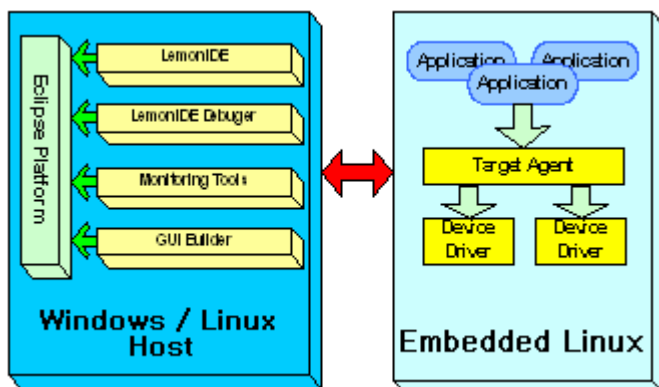 Eclipse Platform
LemonIDE
LemonIDE Debuger
Monitoring Tools
GUI Builder
Windows / Linux
Host
Application
Application
Application
Target Agent
Device
Driver
Device
Driver
Embedded Linux